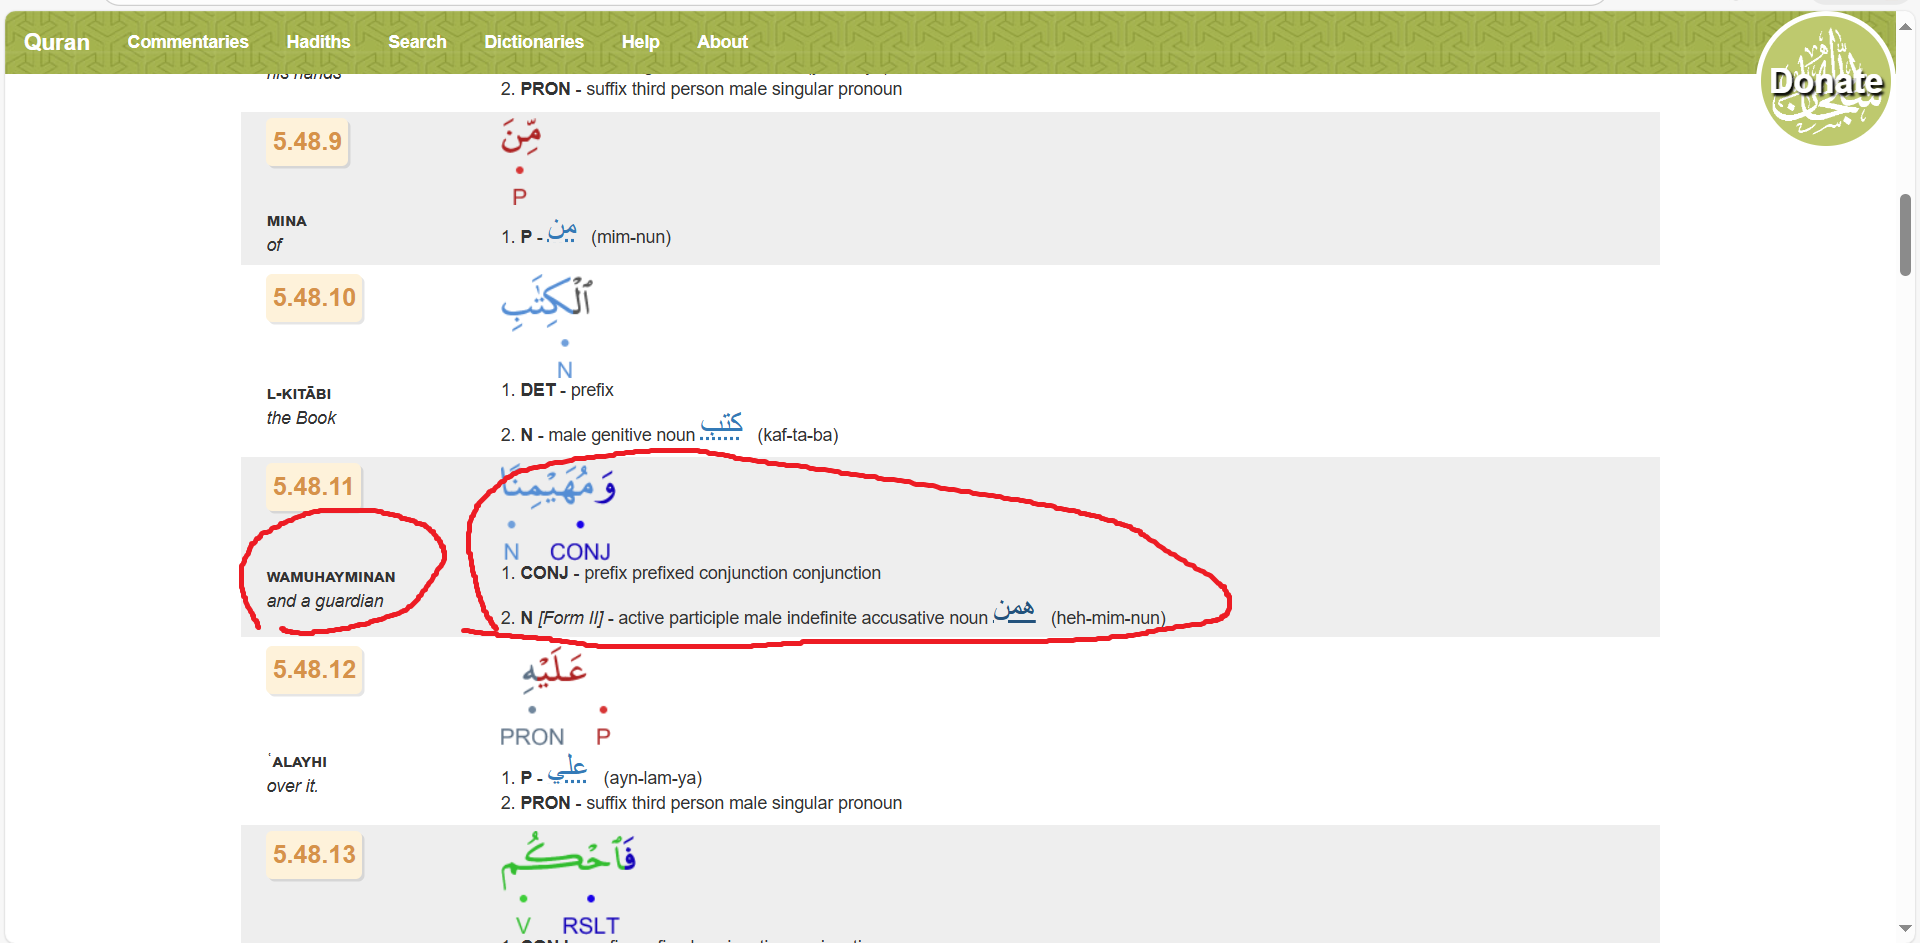 Quran Commentaries Hadiths Search Dictionaries Help About
Donate
his hands
2. PRON - suffix third person male singular pronoun
5.48.9
مِّنَ
P
MINA
of
1. P - من (mim-nun)
5.48.10
ٱلْكِتَٰبِ
N
L-KITĀBI
the Book
1. DET - prefix
2. N - male genitive noun كتب (kaf-ta-ba)
5.48.11
وَمُهَيْمِنًا
N CONJ
WAMUHAYMINAN
and a guardian
1. CONJ - prefix prefixed conjunction conjunction
2. N [Form II] - active participle male indefinite accusative noun همن (heh-mim-nun)
5.48.12
عَلَيْهِ
PRON P
ʿALAYHI
over it.
1. P - علي (ayn-lam-ya)
2. PRON - suffix third person male singular pronoun
5.48.13
فَٱحْكُم
V RSLT